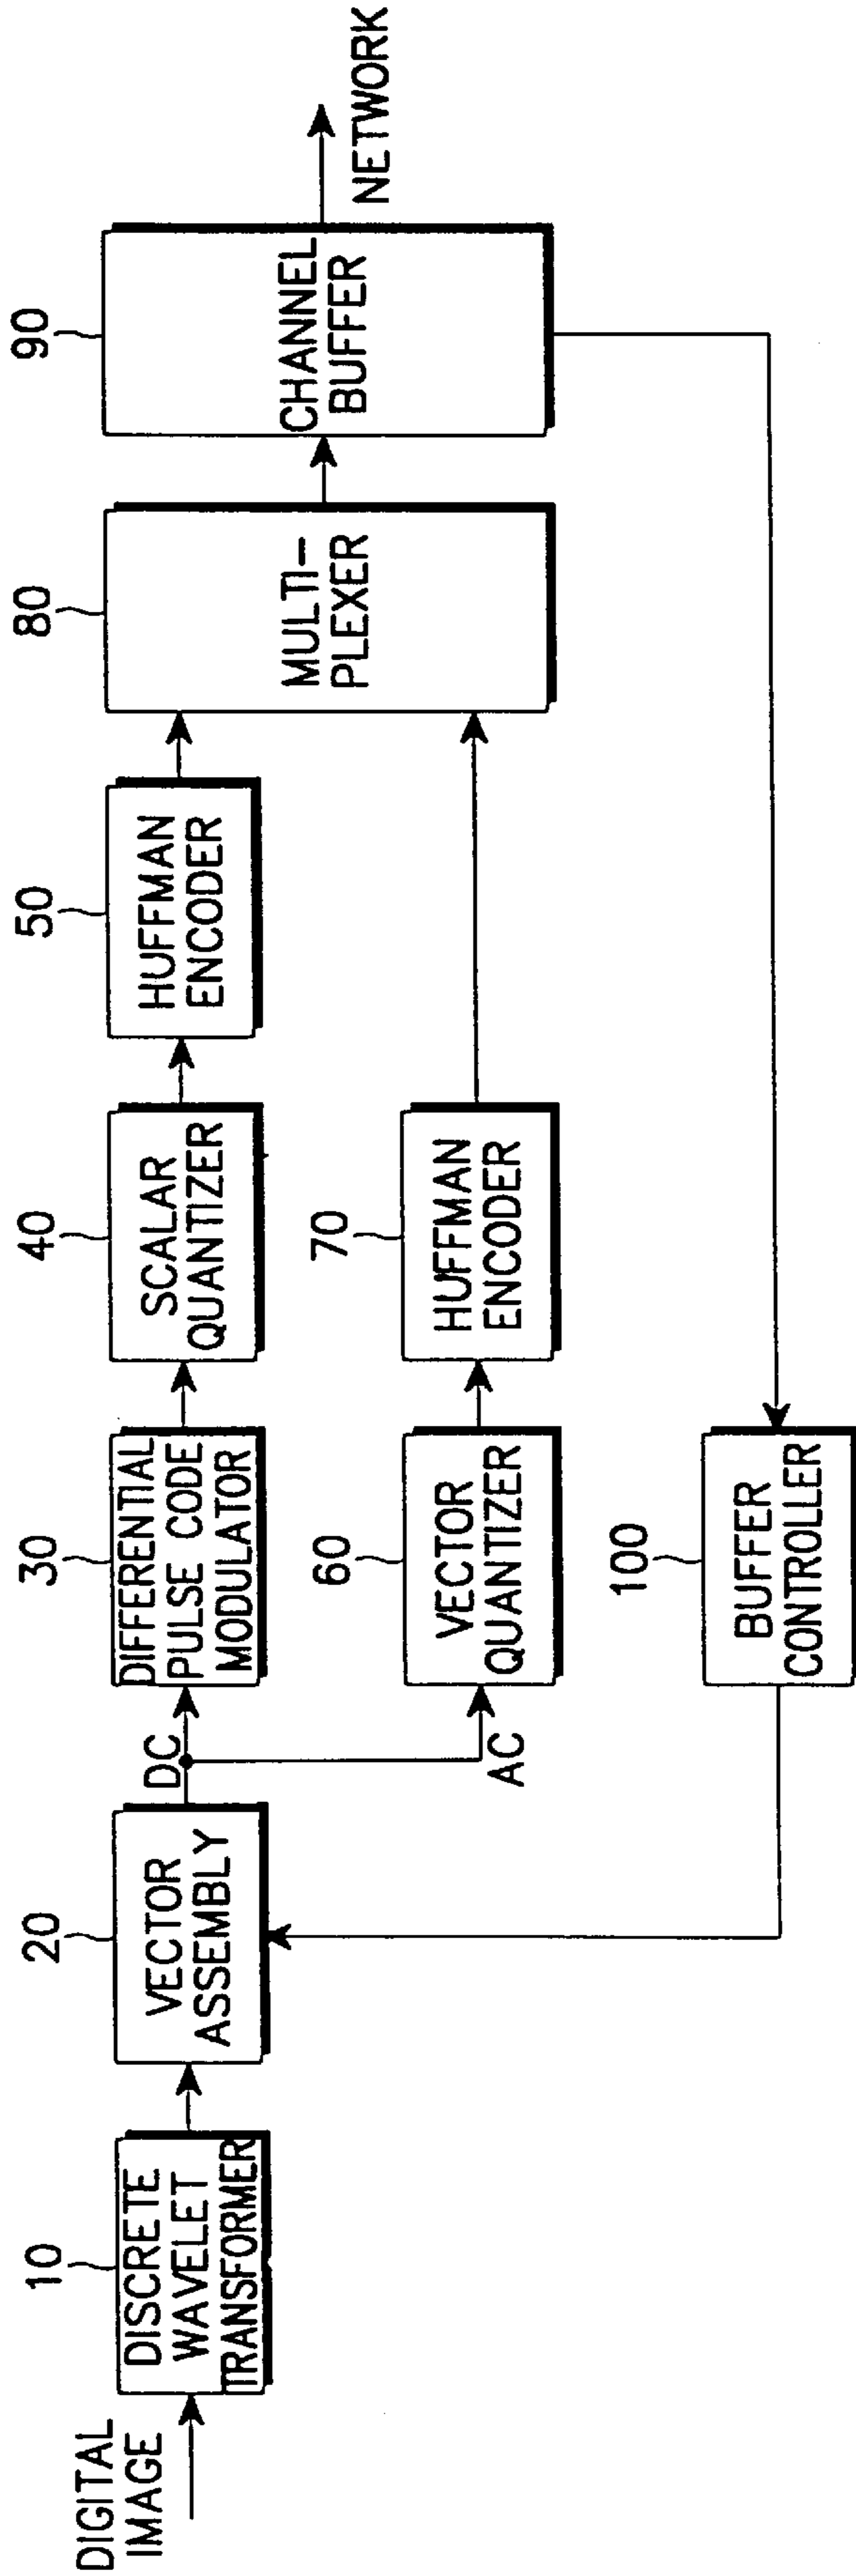 DIGITAL
IMAGE
10
DISCRETE
WAVELET
TRANSFORMER
20
VECTOR
ASSEMBLY
DC
AC
30
DIFFERENTIAL
PULSE CODE
MODULATOR
40
SCALAR
QUANTIZER
50
HUFFMAN
ENCODER
60
VECTOR
QUANTIZER
70
HUFFMAN
ENCODER
80
MULTI-
PLEXER
90
CHANNEL
BUFFER
NETWORK
100
BUFFER
CONTROLLER